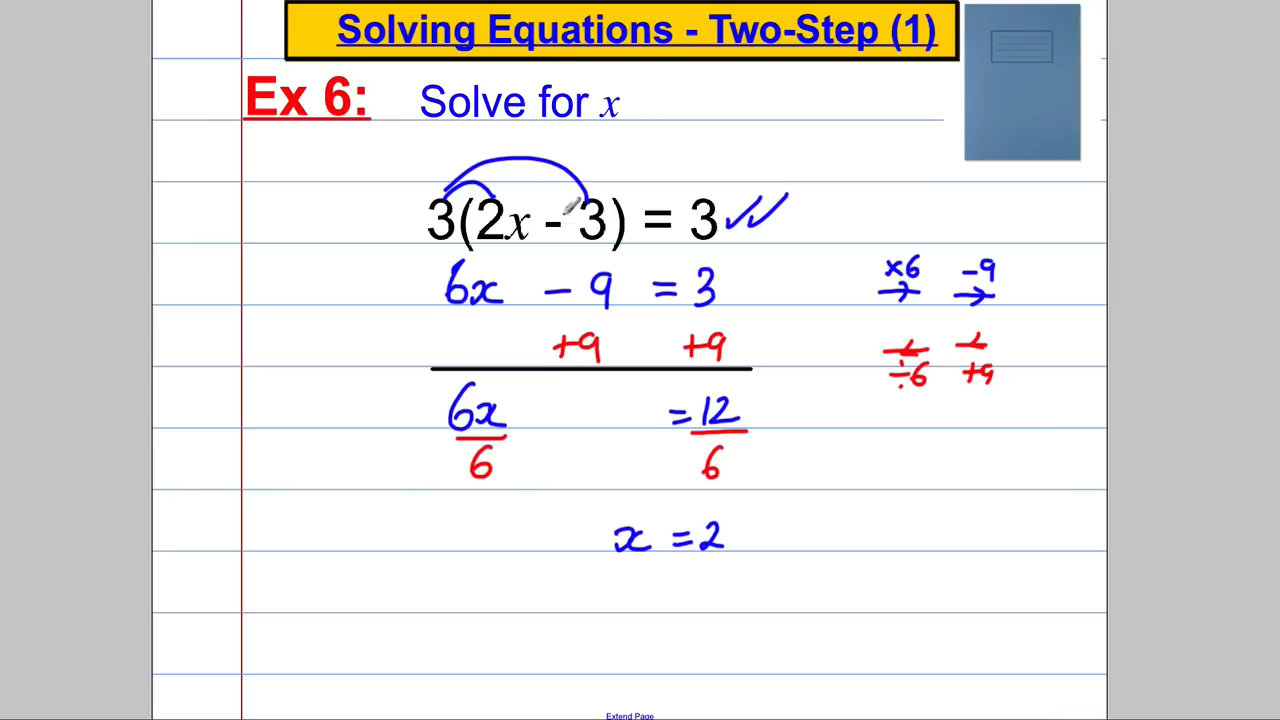 Solving Equations - Two-Step (1)
Ex 6: Solve for x
3(2x - 3) = 3 ✓✓
6x - 9 = 3
×6 -9
→ →
+9 +9
← ←
÷6 +9
6x = 12
6 6
x = 2
Extend Page